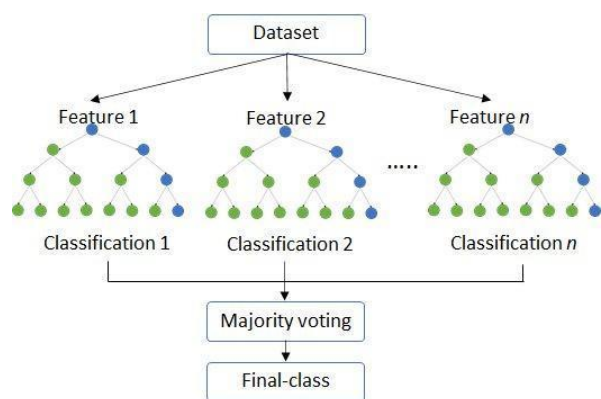 Dataset
Feature 1
Feature 2
Feature n
.....
Classification 1
Classification 2
Classification n
Majority voting
Final-class